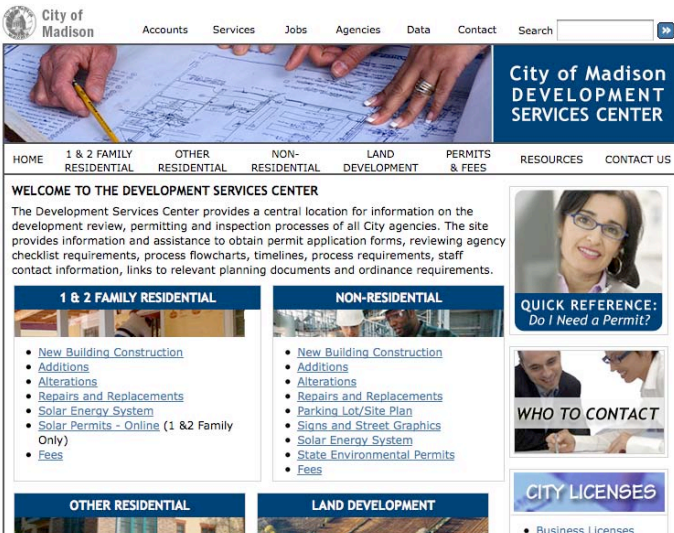 City of
Madison
Accounts Services Jobs Agencies Data Contact Search
City of Madison
DEVELOPMENT
SERVICES CENTER
HOME
1 & 2 FAMILY
RESIDENTIAL
OTHER
RESIDENTIAL
NON-
RESIDENTIAL
LAND
DEVELOPMENT
PERMITS
& FEES
RESOURCES
CONTACT US
WELCOME TO THE DEVELOPMENT SERVICES CENTER
The Development Services Center provides a central location for information on the
development review, permitting and inspection processes of all City agencies. The site
provides information and assistance to obtain permit application forms, reviewing agency
checklist requirements, process flowcharts, timelines, process requirements, staff
contact information, links to relevant planning documents and ordinance requirements.
1 & 2 FAMILY RESIDENTIAL
• New Building Construction
• Additions
• Alterations
• Repairs and Replacements
• Solar Energy System
• Solar Permits - Online (1 &2 Family
Only)
• Fees
NON-RESIDENTIAL
• New Building Construction
• Additions
• Alterations
• Repairs and Replacements
• Parking Lot/Site Plan
• Signs and Street Graphics
• Solar Energy System
• State Environmental Permits
• Fees
OTHER RESIDENTIAL
LAND DEVELOPMENT
QUICK REFERENCE:
Do I Need a Permit?
WHO TO CONTACT
CITY LICENSES
• Business Licenses